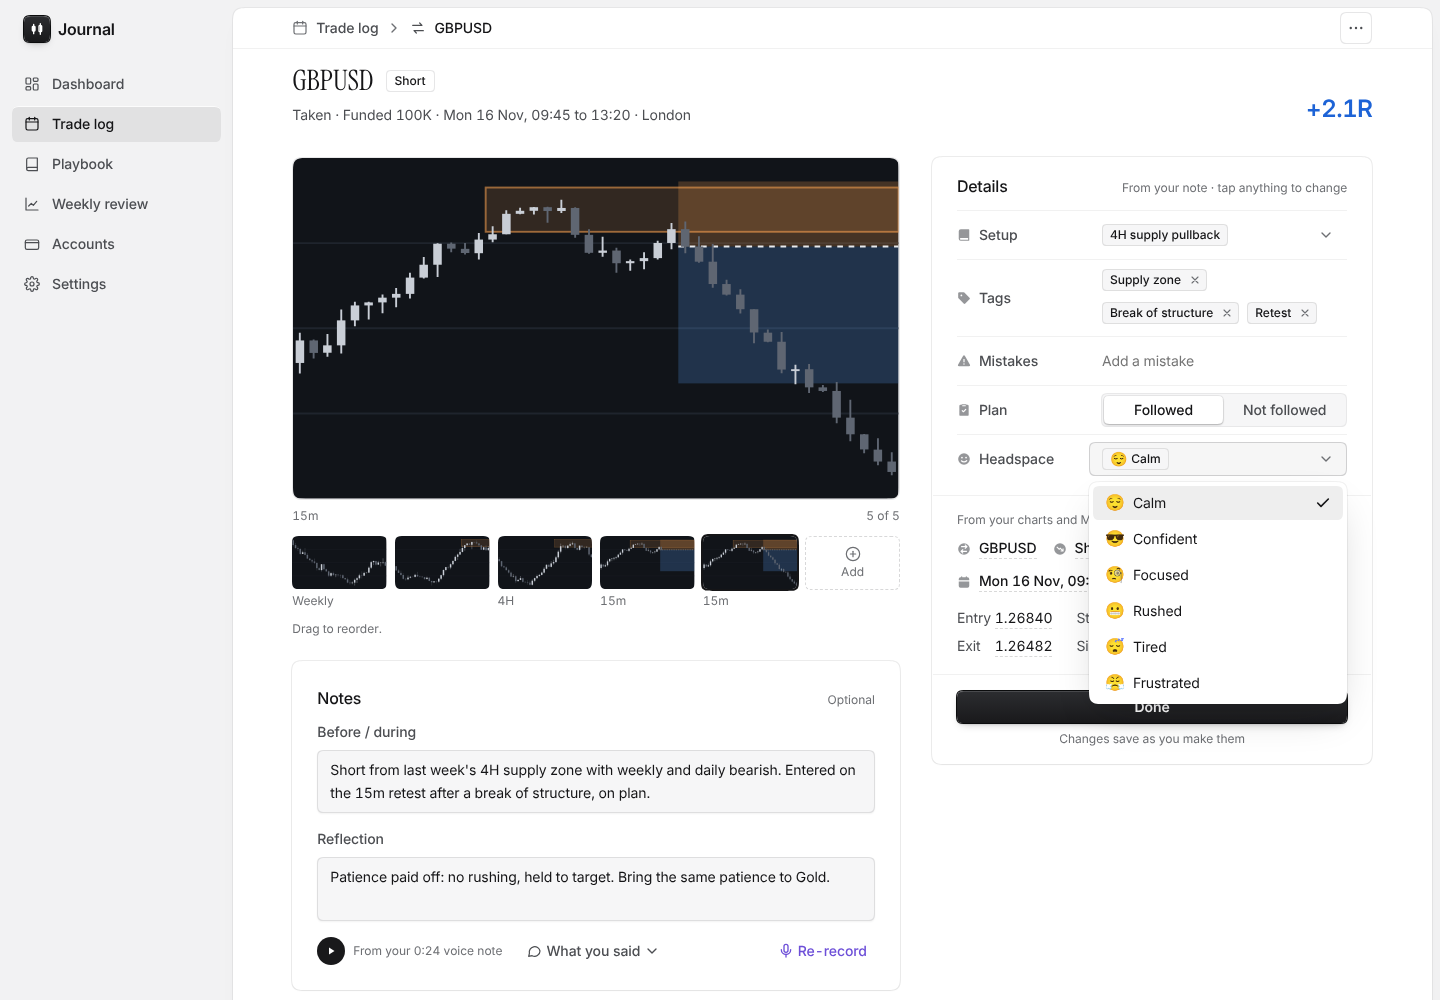 Journal
Dashboard
Trade log
Playbook
Weekly review
Accounts
Settings
Trade log
GBPUSD
GBPUSD
Short
Taken · Funded 100K · Mon 16 Nov, 09:45 to 13:20 · London
+2.1R
15m
5 of 5
Add
Weekly
4H
15m
15m
Drag to reorder.
Notes
Optional
Before / during
Short from last week's 4H supply zone with weekly and daily bearish. Entered on
the 15m retest after a break of structure, on plan.
Reflection
Patience paid off: no rushing, held to target. Bring the same patience to Gold.
From your 0:24 voice note
What you said
Re-record
Details
From your note · tap anything to change
Setup
4H supply pullback
Tags
Supply zone
Break of structure
Retest
Mistakes
Add a mistake
Plan
Followed
Not followed
Headspace
😌 Calm
😌 Calm
😎 Confident
🧐 Focused
😬 Rushed
😴 Tired
😤 Frustrated
From your charts and M
GBPUSD
Sh
Mon 16 Nov, 09:
Entry 1.26840
St
Exit 1.26482
Si
Done
Changes save as you make them